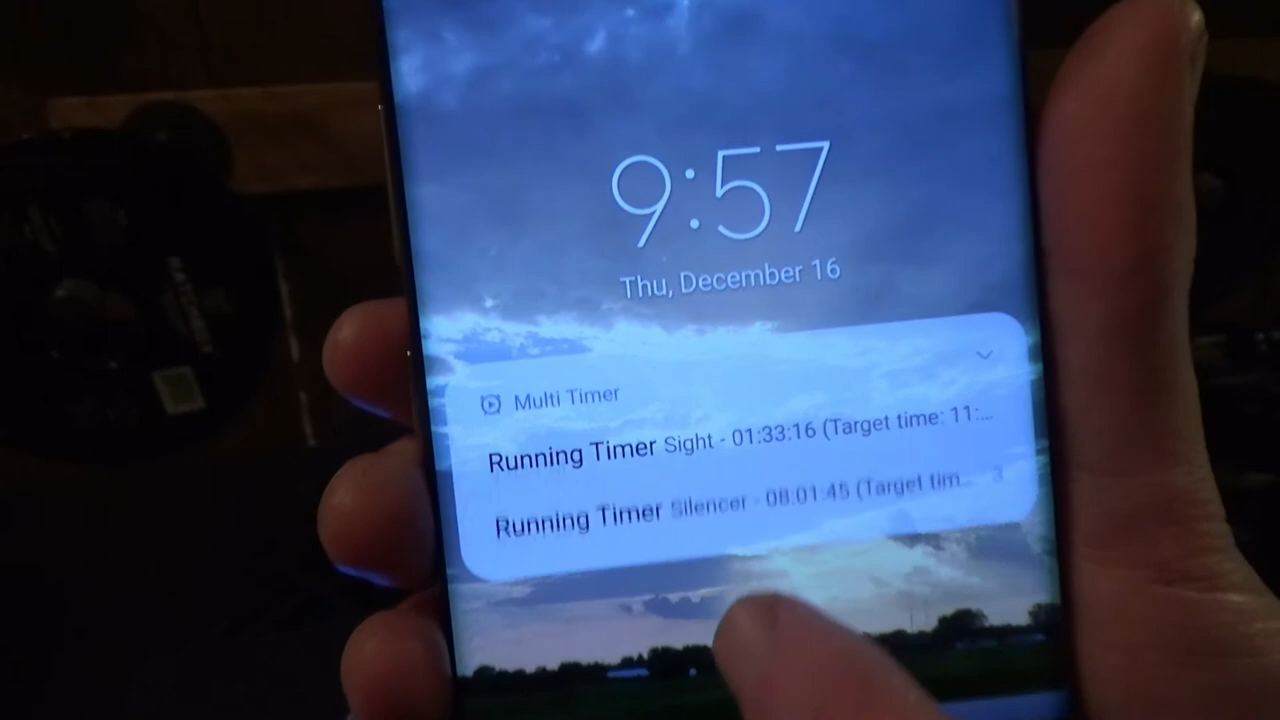 9:57
Thu, December 16
Multi Timer
Running Timer Sight - 01:33:16 (Target time: 11:...
Running Timer Silencer - 08:01:45 (Target tim... 3